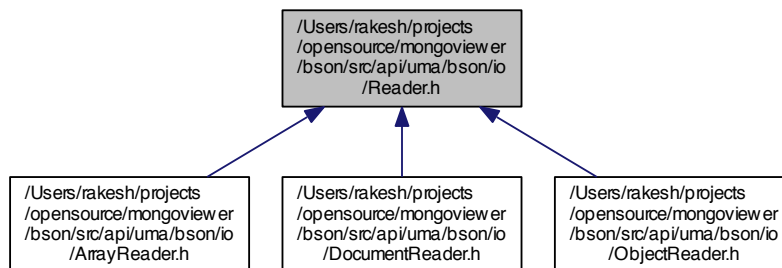 /Users/rakesh/projects
/opensource/mongoviewer
/bson/src/api/uma/bson/io
/Reader.h
/Users/rakesh/projects
/opensource/mongoviewer
/bson/src/api/uma/bson/io
/ArrayReader.h
/Users/rakesh/projects
/opensource/mongoviewer
/bson/src/api/uma/bson/io
/DocumentReader.h
/Users/rakesh/projects
/opensource/mongoviewer
/bson/src/api/uma/bson/io
/ObjectReader.h